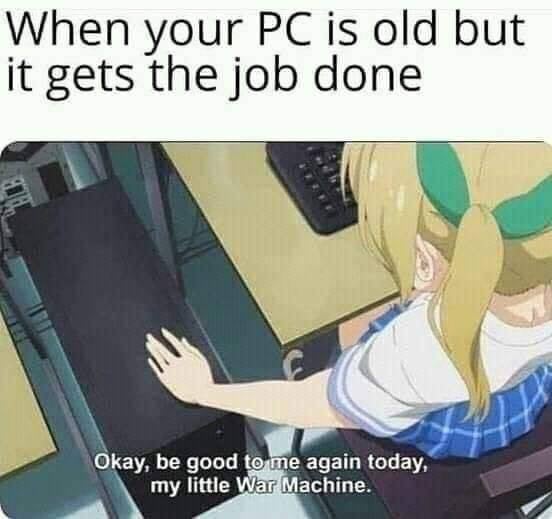 When your PC is old but
it gets the job done
Okay, be good to me again today,
my little War Machine.